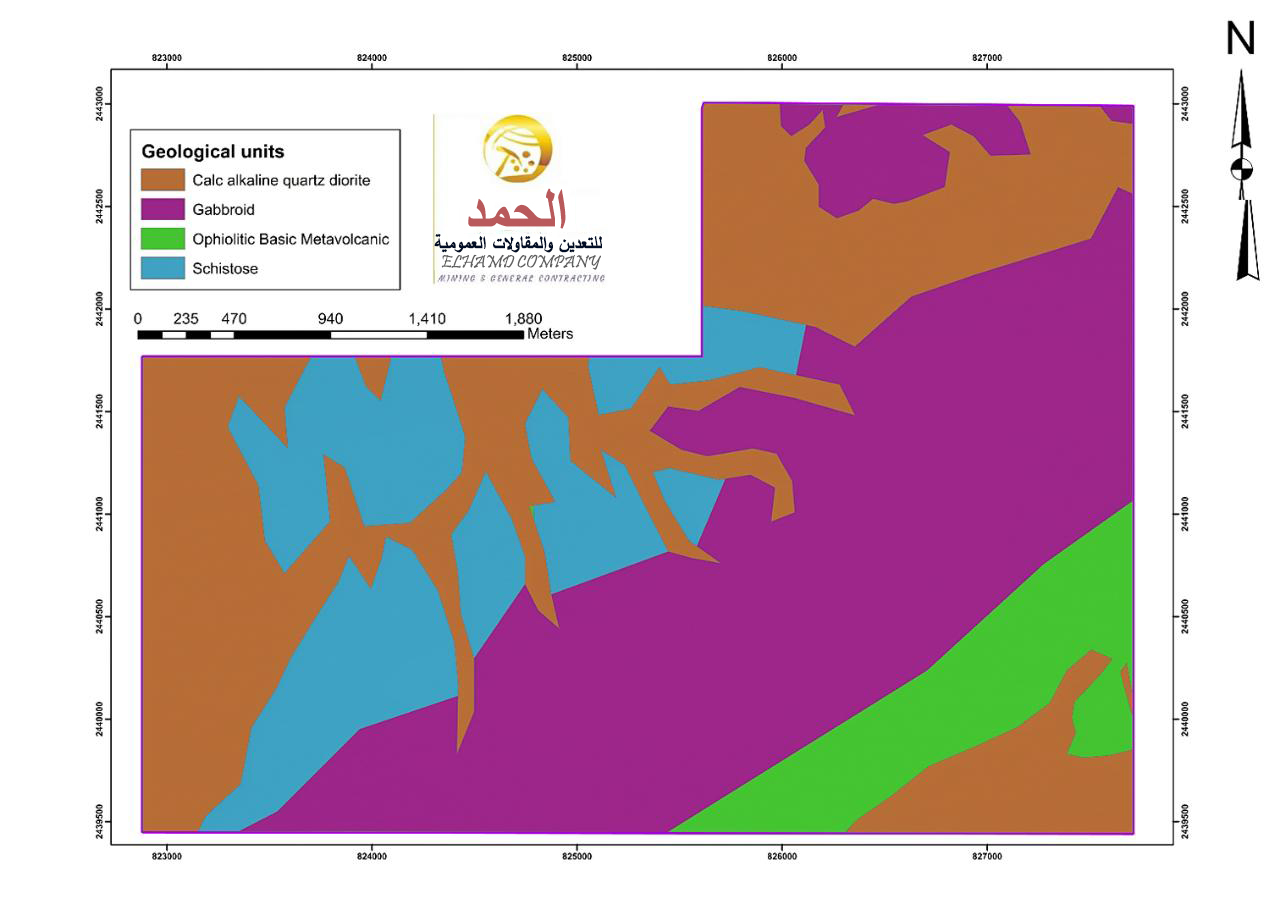 N
823000 824000 825000 826000 827000
2443000 2443000
2442500 2442500
2442000 2442000
2441500 2441500
2441000 2441000
2440500 2440500
2440000 2440000
2439500 2439500
Geological units
Calc alkaline quartz diorite
Gabbroid
Ophiolitic Basic Metavolcanic
Schistose
الحمد
للتعدين والمقاولات العمومية
ELHAMD COMPANY
MINING & GENERAL CONTRACTING
0 235 470 940 1,410 1,880
Meters
823000 824000 825000 826000 827000